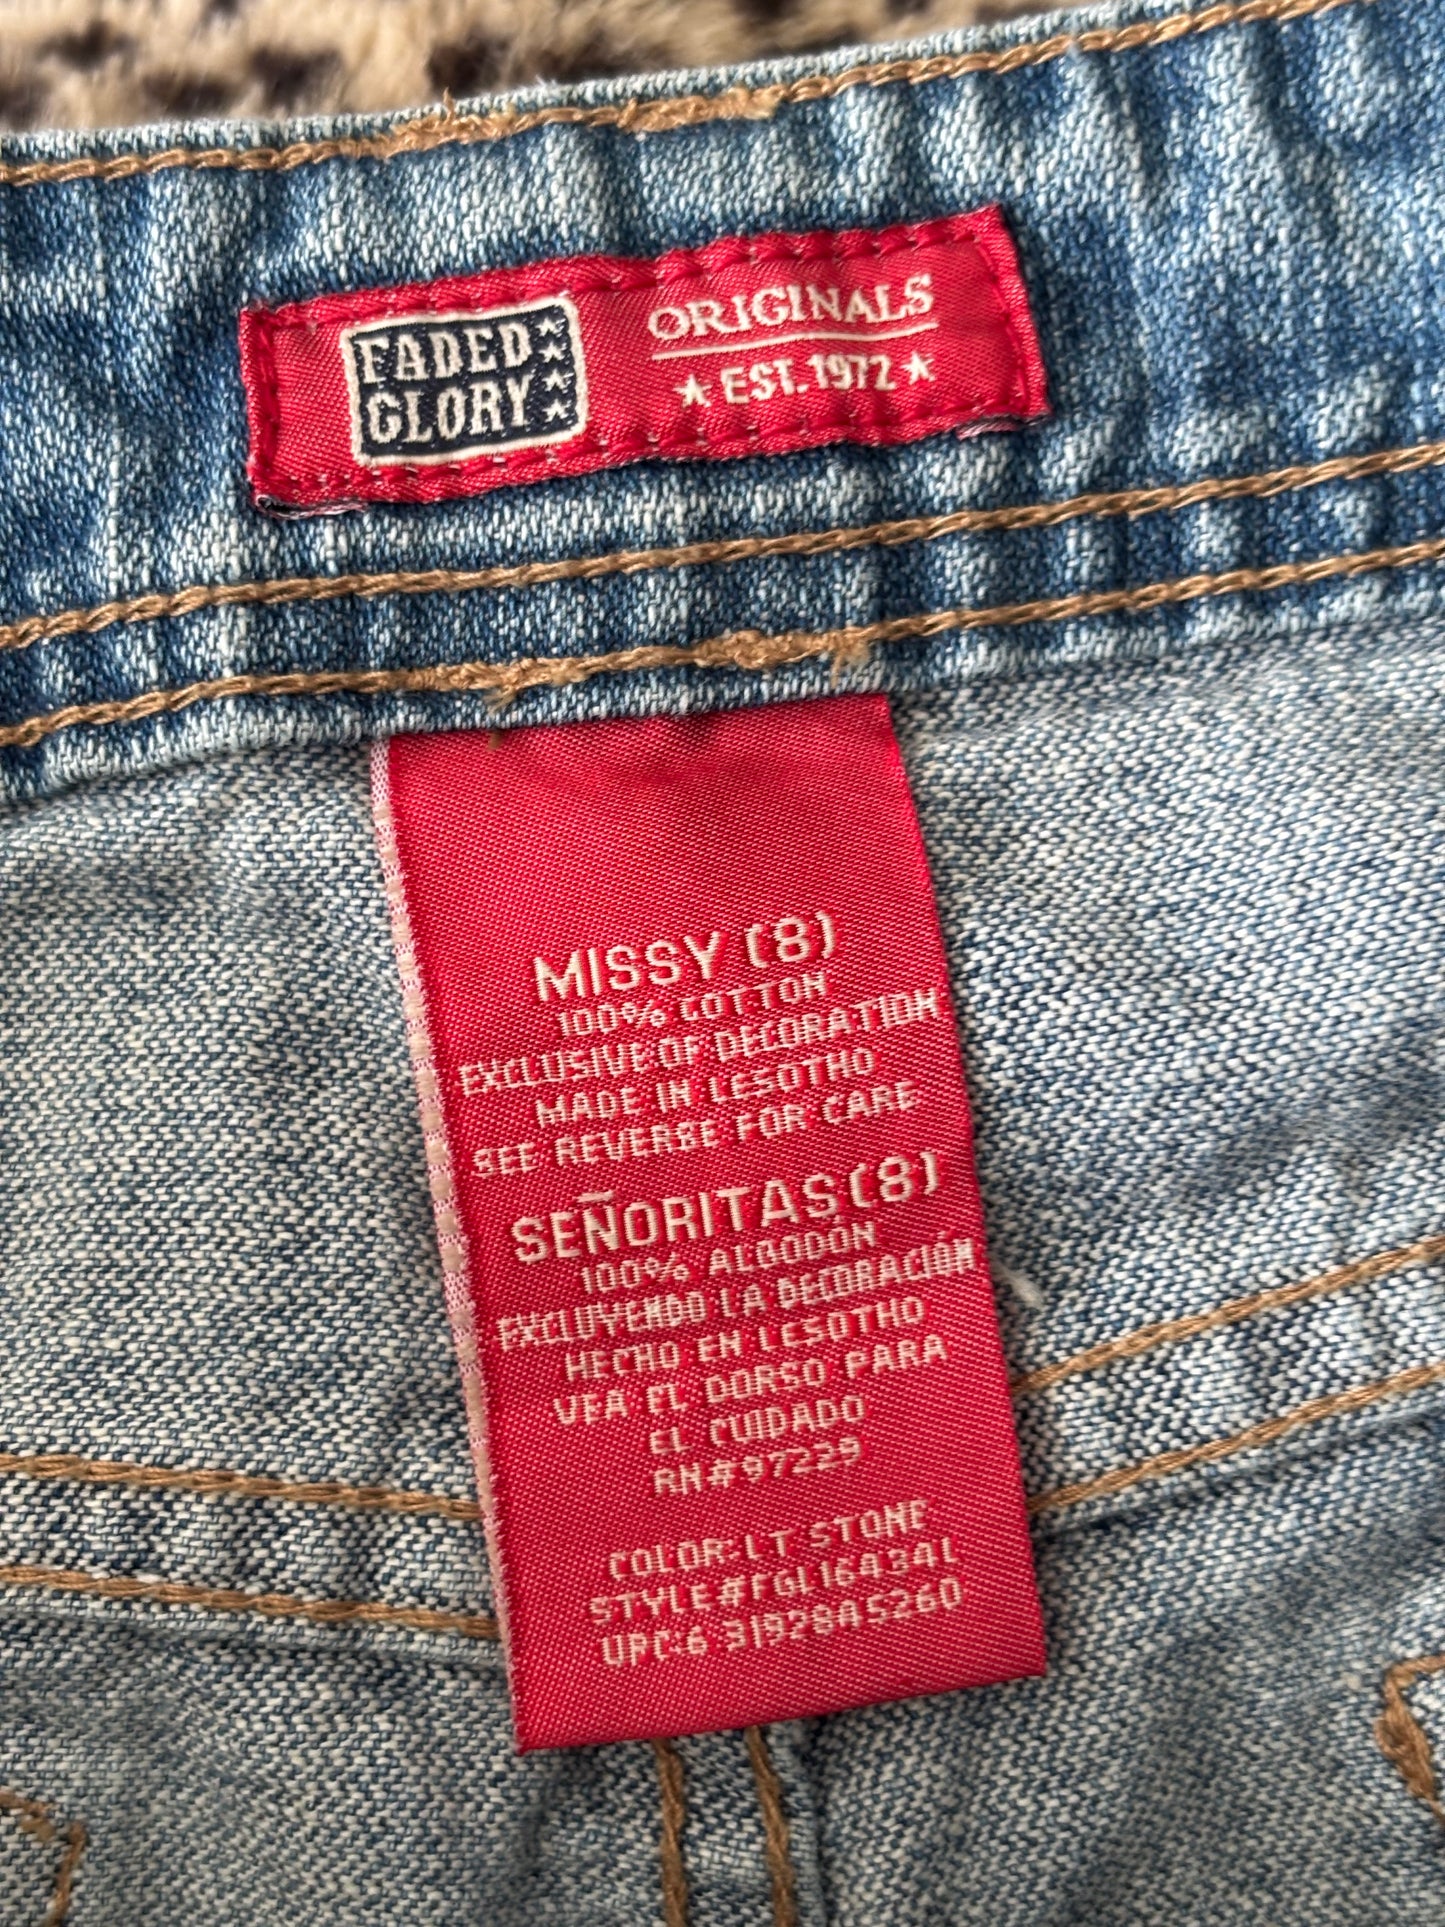 FADED
GLORY
ORIGINALS
★ EST. 1972 ★
MISSY (8)
100% COTTON
EXCLUSIVE OF DECORATION
MADE IN LESOTHO
SEE REVERSE FOR CARE
SEÑORITAS (8)
100% ALGODÓN
EXCLUYENDO LA DECORACIÓN
HECHO EN LESOTHO
VEA EL DORSO PARA
EL CUIDADO
RN#97229
COLOR:LT STONE
STYLE#FGL16434L
UPC:6 3192845260